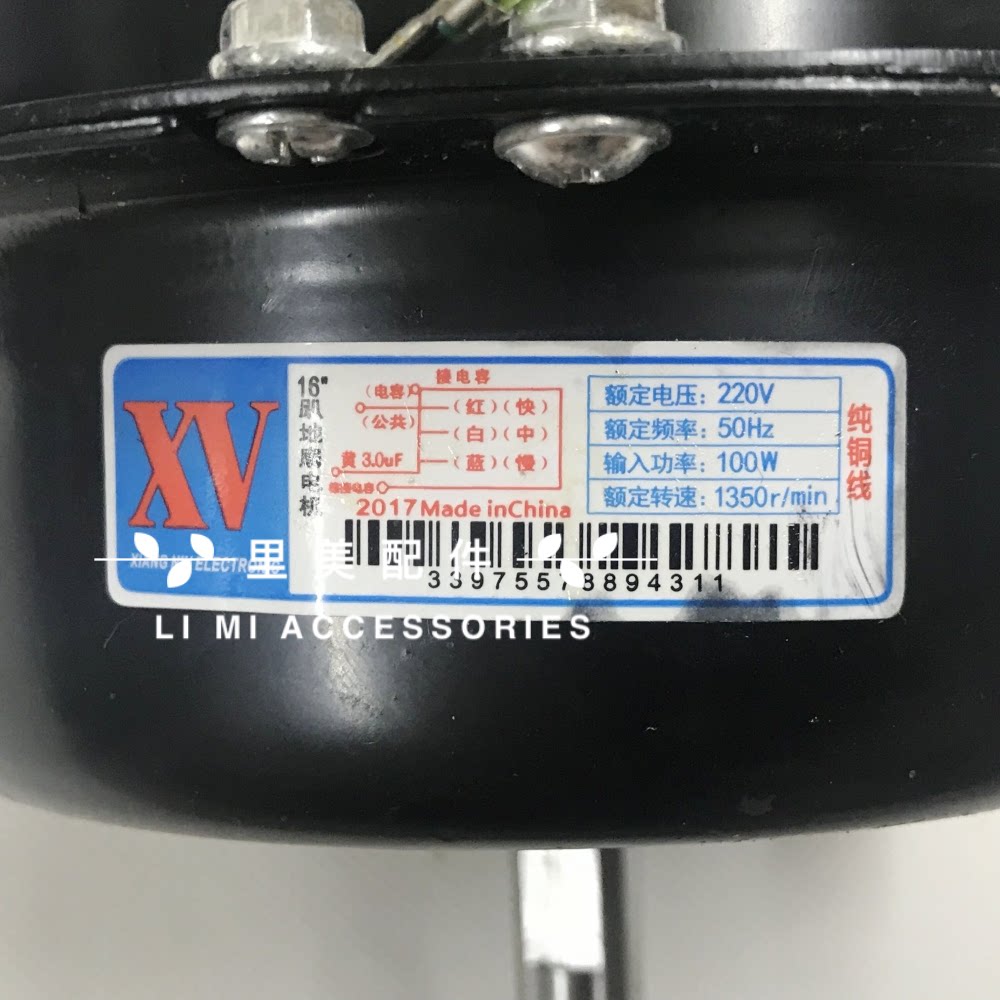 XV
16"趴地扇电机
接电容
(电容)
(红)(快)
(公共)
(白)(中)
黄 3.0uF
(蓝)(慢)
2017 Made in China
额定电压: 220V
额定频率: 50Hz
输入功率: 100W
额定转速: 1350r/min
纯铜线
33975578894311
里美配件
LI MI ACCESSORIES